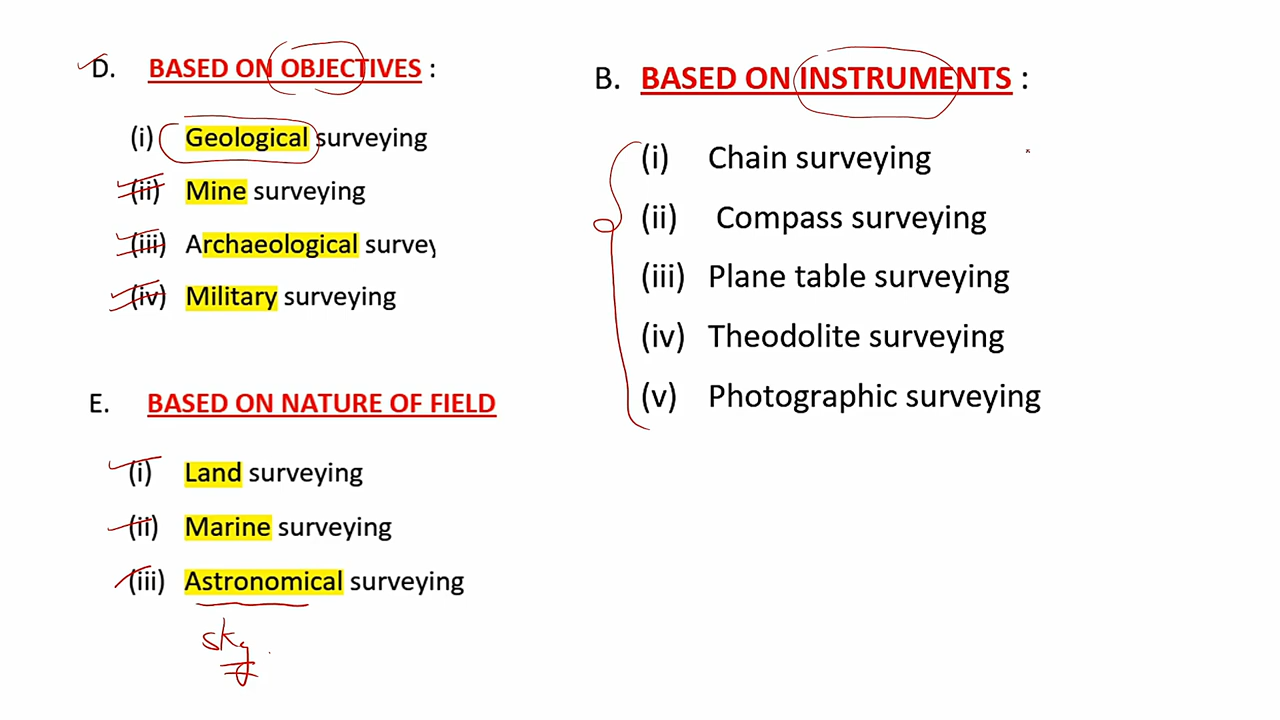 D. BASED ON OBJECTIVES :
(i) Geological surveying
(ii) Mine surveying
(iii) Archaeological survey
(iv) Military surveying
E. BASED ON NATURE OF FIELD
(i) Land surveying
(ii) Marine surveying
(iii) Astronomical surveying
sky
B. BASED ON INSTRUMENTS :
(i) Chain surveying
(ii) Compass surveying
(iii) Plane table surveying
(iv) Theodolite surveying
(v) Photographic surveying